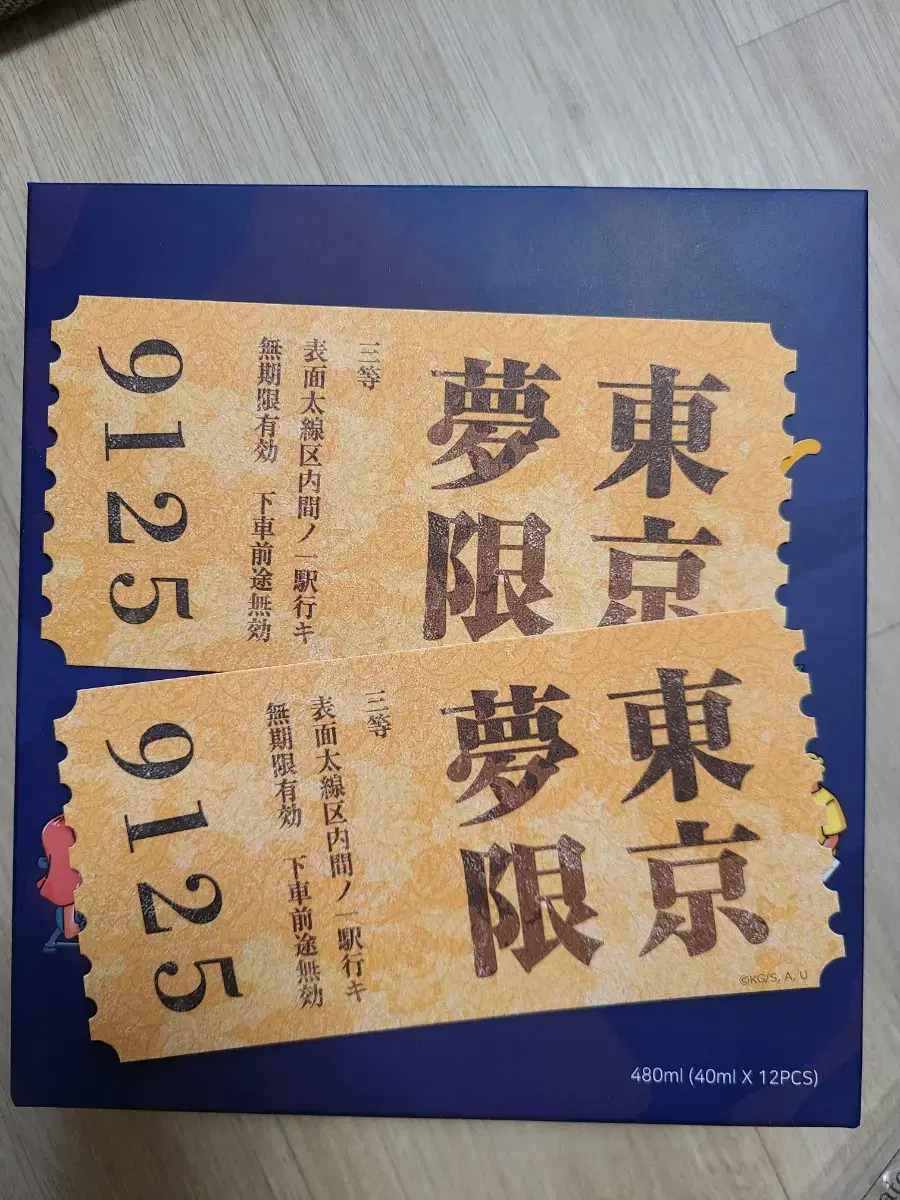 東京
夢限
三等
表面太線区内間ノ一駅行キ
無期限有効 下車前途無効
9125
東京
夢限
三等
表面太線区内間ノ一駅行キ
無期限有効 下車前途無効
9125
©KG/S, A, U
480ml (40ml X 12PCS)